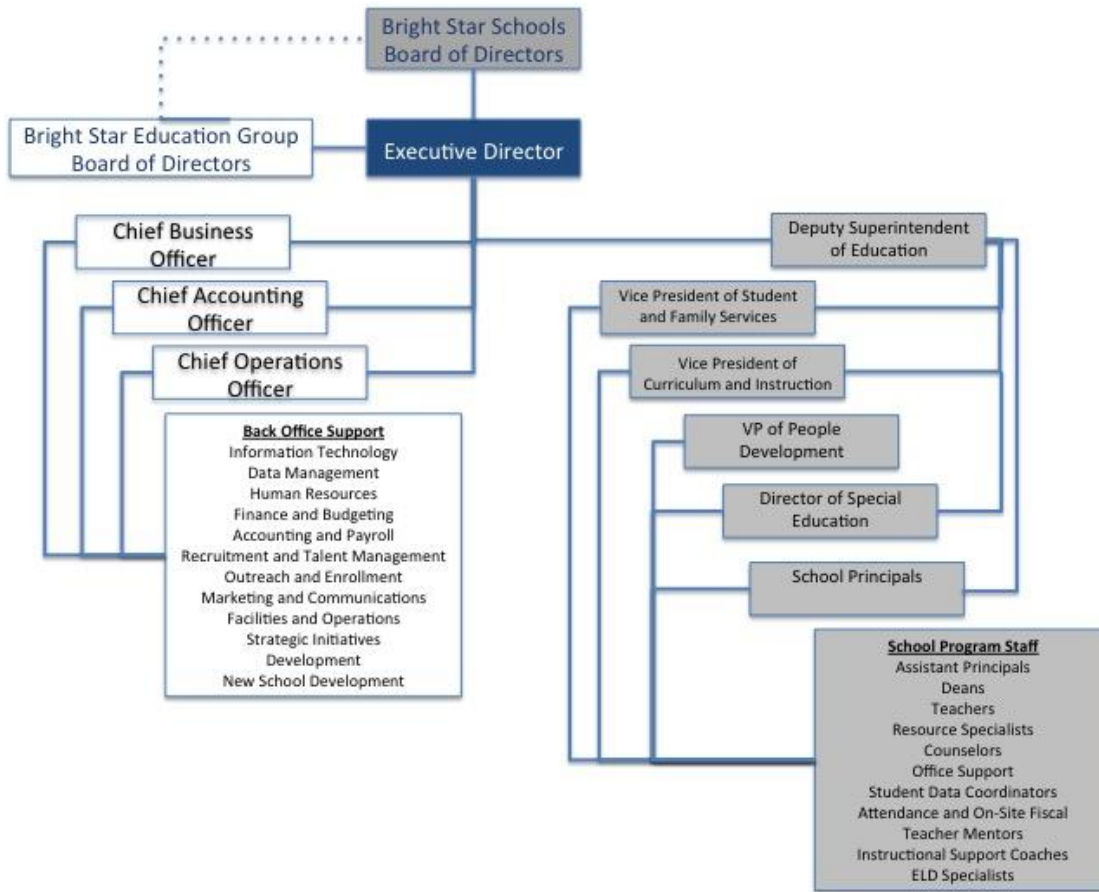 Bright Star Schools
Board of Directors
Bright Star Education Group
Board of Directors
Executive Director
Chief Business
Officer
Chief Accounting
Officer
Chief Operations
Officer
Back Office Support
Information Technology
Data Management
Human Resources
Finance and Budgeting
Accounting and Payroll
Recruitment and Talent Management
Outreach and Enrollment
Marketing and Communications
Facilities and Operations
Strategic Initiatives
Development
New School Development
Deputy Superintendent
of Education
Vice President of Student
and Family Services
Vice President of
Curriculum and Instruction
VP of People
Development
Director of Special
Education
School Principals
School Program Staff
Assistant Principals
Deans
Teachers
Resource Specialists
Counselors
Office Support
Student Data Coordinators
Attendance and On-Site Fiscal
Teacher Mentors
Instructional Support Coaches
ELD Specialists